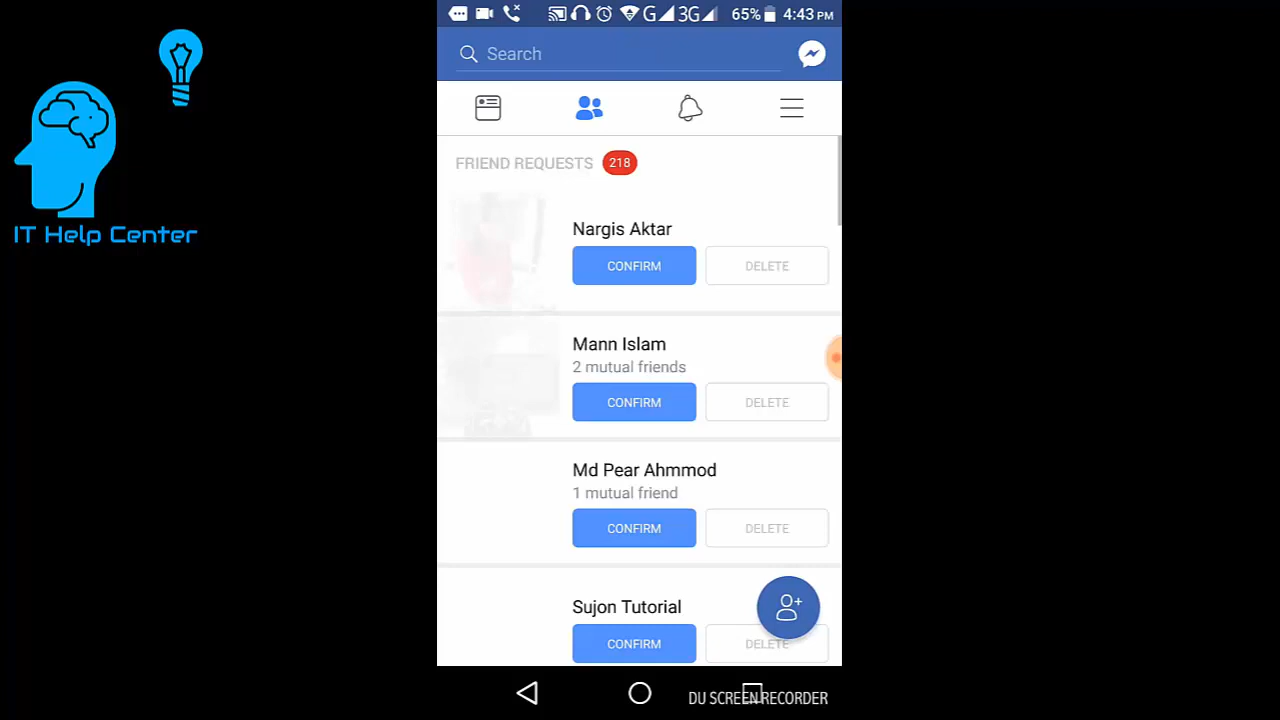 G 3G 65% 4:43 PM
Search
FRIEND REQUESTS 218
Nargis Aktar
CONFIRM DELETE
Mann Islam
2 mutual friends
CONFIRM DELETE
Md Pear Ahmmod
1 mutual friend
CONFIRM DELETE
Sujon Tutorial
CONFIRM DELETE
IT Help Center
DU SCREEN RECORDER